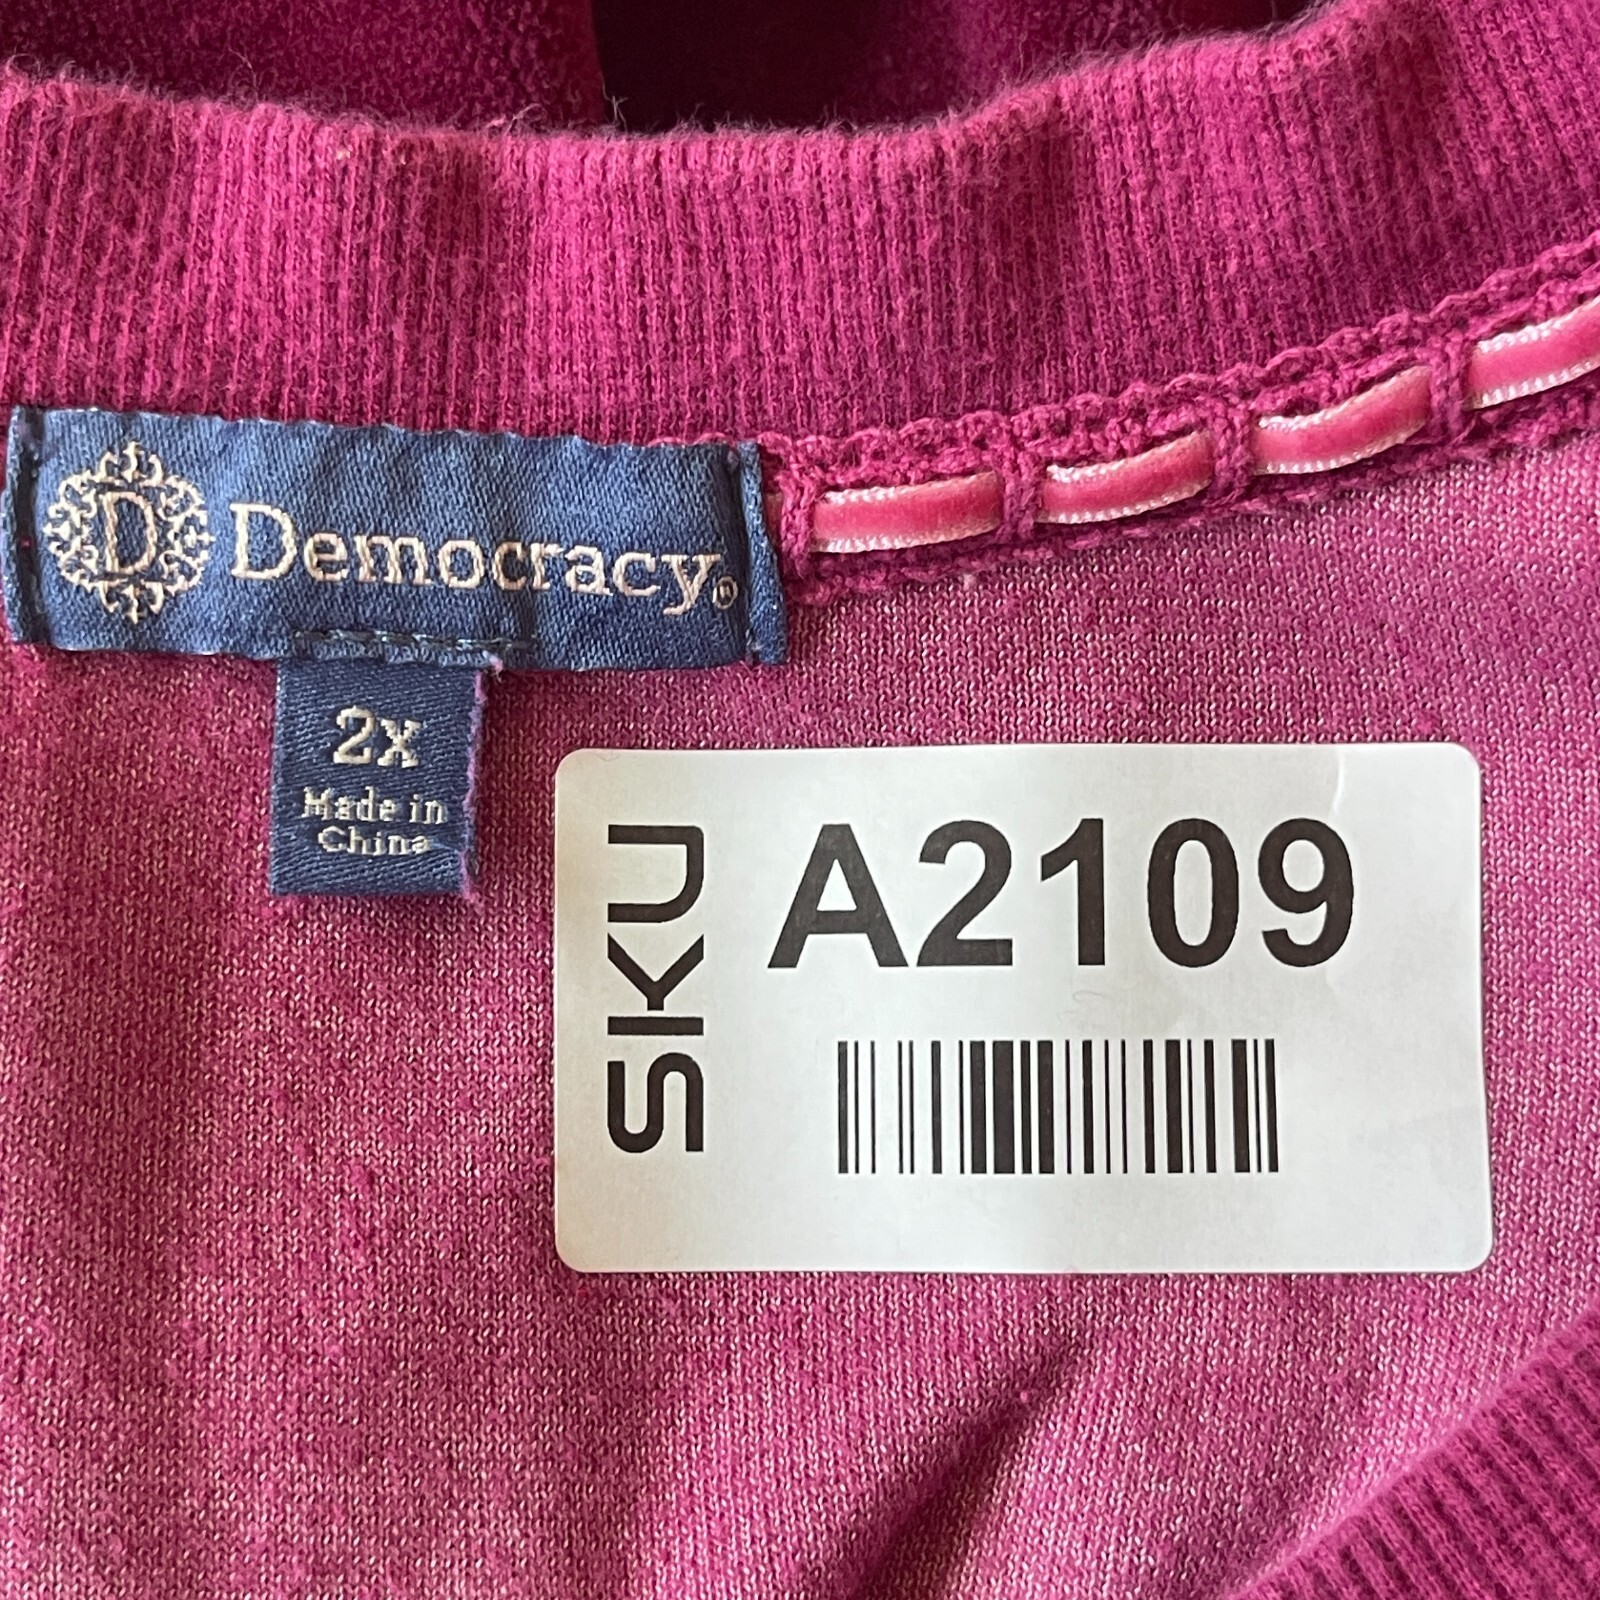 D Democracy®
2X
Made in
China
SKU
A2109